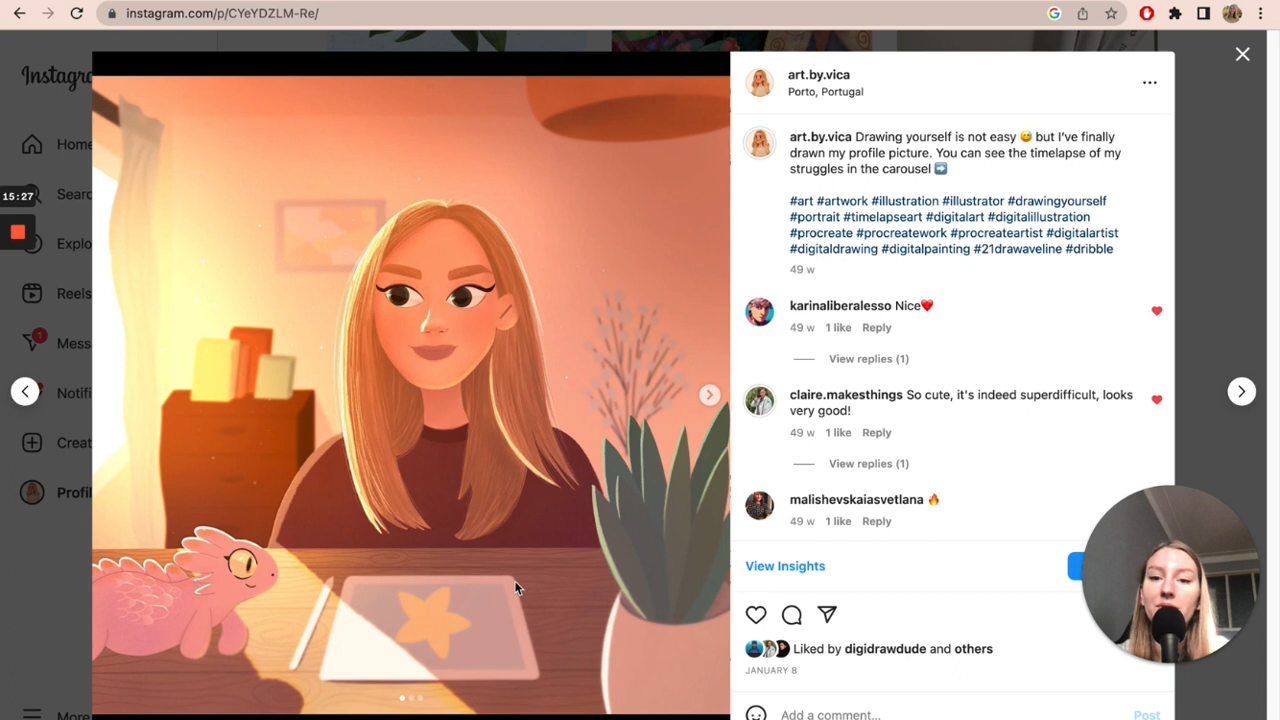 instagram.com/p/CYeYDZLM-Re/
Instagra
Home
15:27
Searc
Explo
Reels
1
Mess
Notifi
Creat
Profil
More
art.by.vica
Porto, Portugal
art.by.vica Drawing yourself is not easy 😅 but I've finally
drawn my profile picture. You can see the timelapse of my
struggles in the carousel ➡️
#art #artwork #illustration #illustrator #drawingyourself
#portrait #timelapseart #digitalart #digitalillustration
#procreate #procreatework #procreateartist #digitalartist
#digitaldrawing #digitalpainting #21drawaveline #dribble
49 w
karinaliberalesso Nice❤️
49 w 1 like Reply
View replies (1)
claire.makesthings So cute, it's indeed superdifficult, looks
very good!
49 w 1 like Reply
View replies (1)
malishevskaiasvetlana 🔥
49 w 1 like Reply
View Insights
Liked by digidrawdude and others
JANUARY 8
Add a comment...
Post